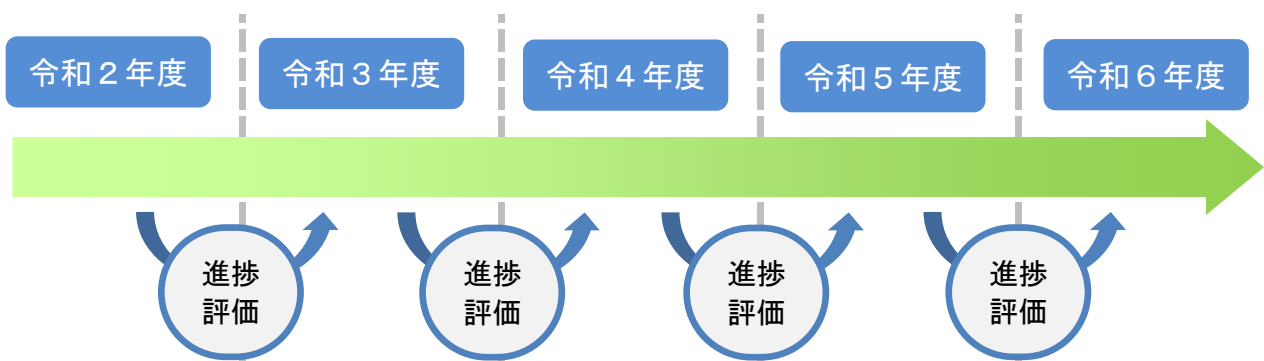 令和２年度
令和３年度
令和４年度
令和５年度
令和６年度
進捗
評価
進捗
評価
進捗
評価
進捗
評価